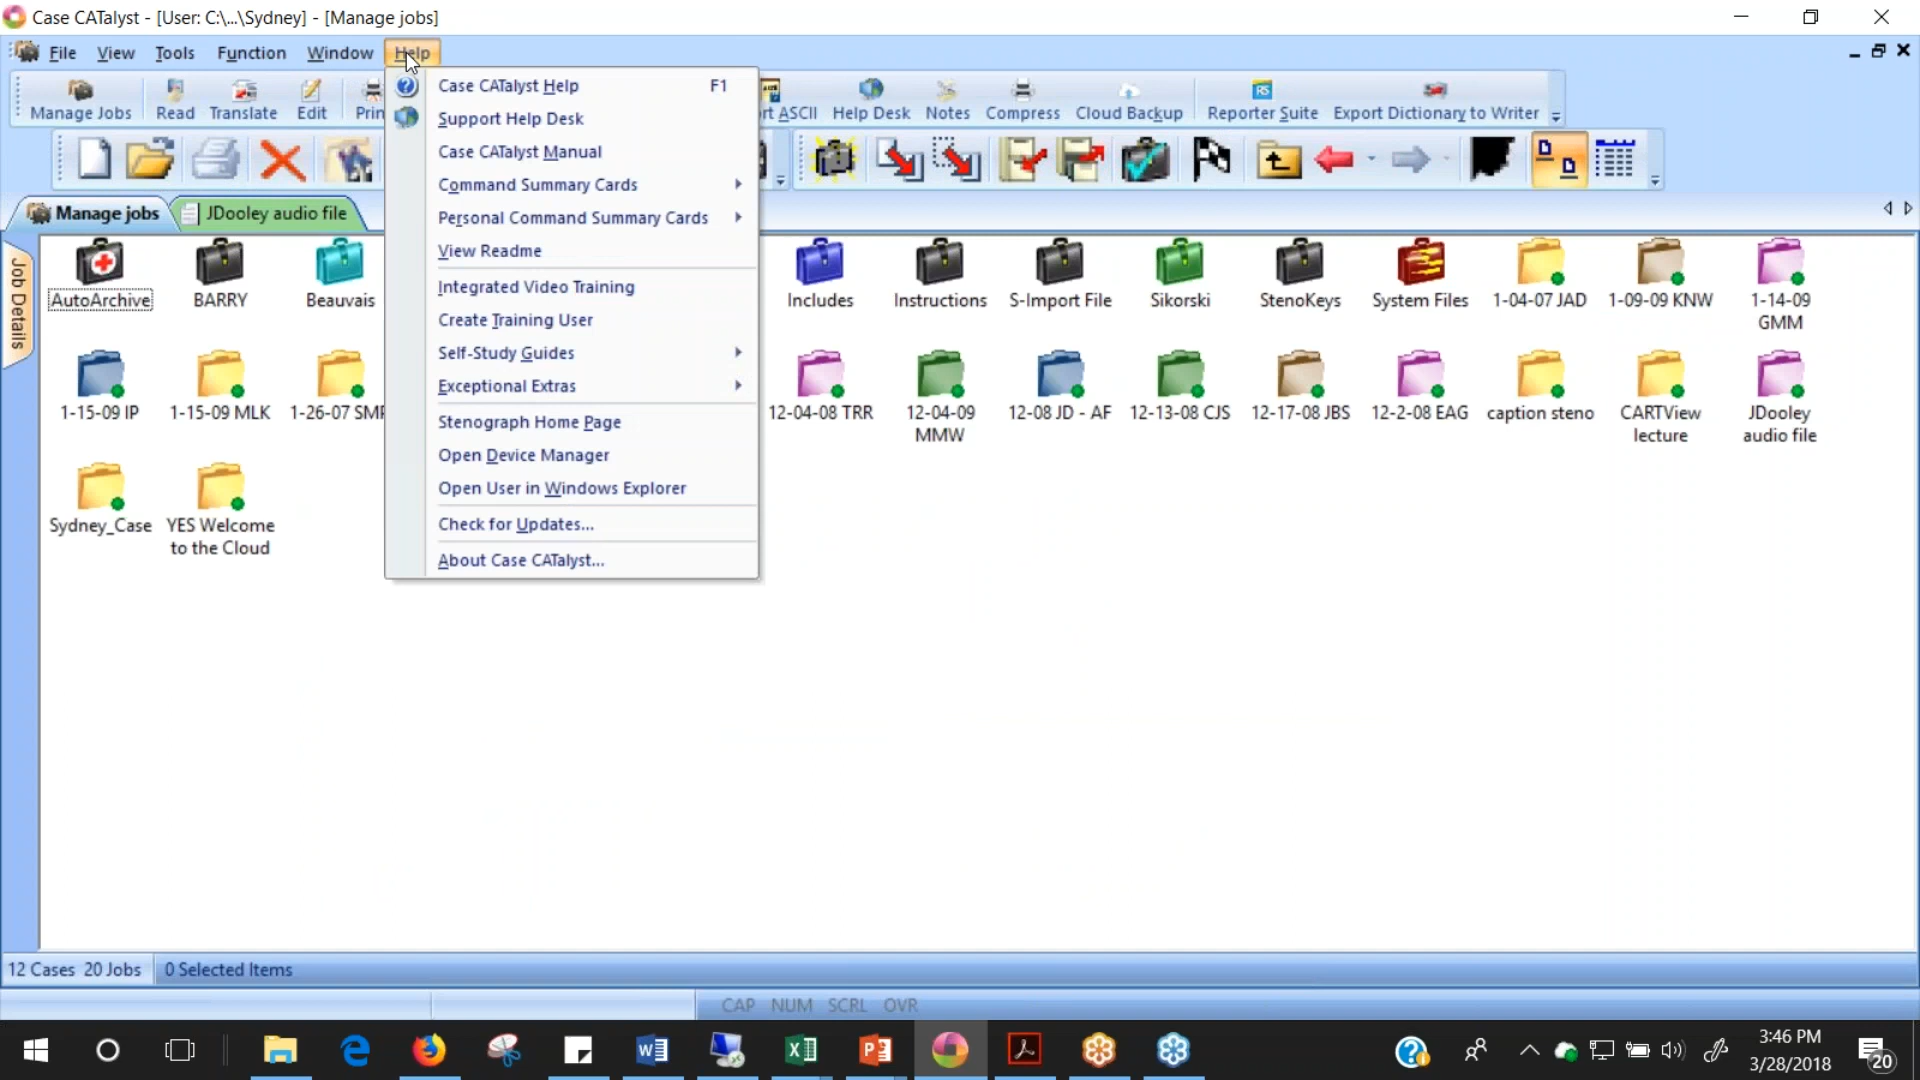 Case CATalyst - [User: C:\...\Sydney] - [Manage jobs]
File View Tools Function Window Help
Manage Jobs Read Translate Edit Prin rt ASCII Help Desk Notes Compress Cloud Backup Reporter Suite Export Dictionary to Writer
Case CATalyst Help F1
Support Help Desk
Case CATalyst Manual
Command Summary Cards
Personal Command Summary Cards
View Readme
Integrated Video Training
Create Training User
Self-Study Guides
Exceptional Extras
Stenograph Home Page
Open Device Manager
Open User in Windows Explorer
Check for Updates...
About Case CATalyst...
Manage jobs JDooley audio file
Job Details
AutoArchive BARRY Beauvais Includes Instructions S-Import File Sikorski StenoKeys System Files 1-04-07 JAD 1-09-09 KNW 1-14-09
GMM
1-15-09 IP 1-15-09 MLK 1-26-07 SMF 12-04-08 TRR 12-04-09 12-08 JD - AF 12-13-08 CJS 12-17-08 JBS 12-2-08 EAG caption steno CARTView JDooley
MMW lecture audio file
Sydney_Case YES Welcome
to the Cloud
12 Cases 20 Jobs 0 Selected Items
CAP NUM SCRL OVR
3:46 PM
3/28/2018
20